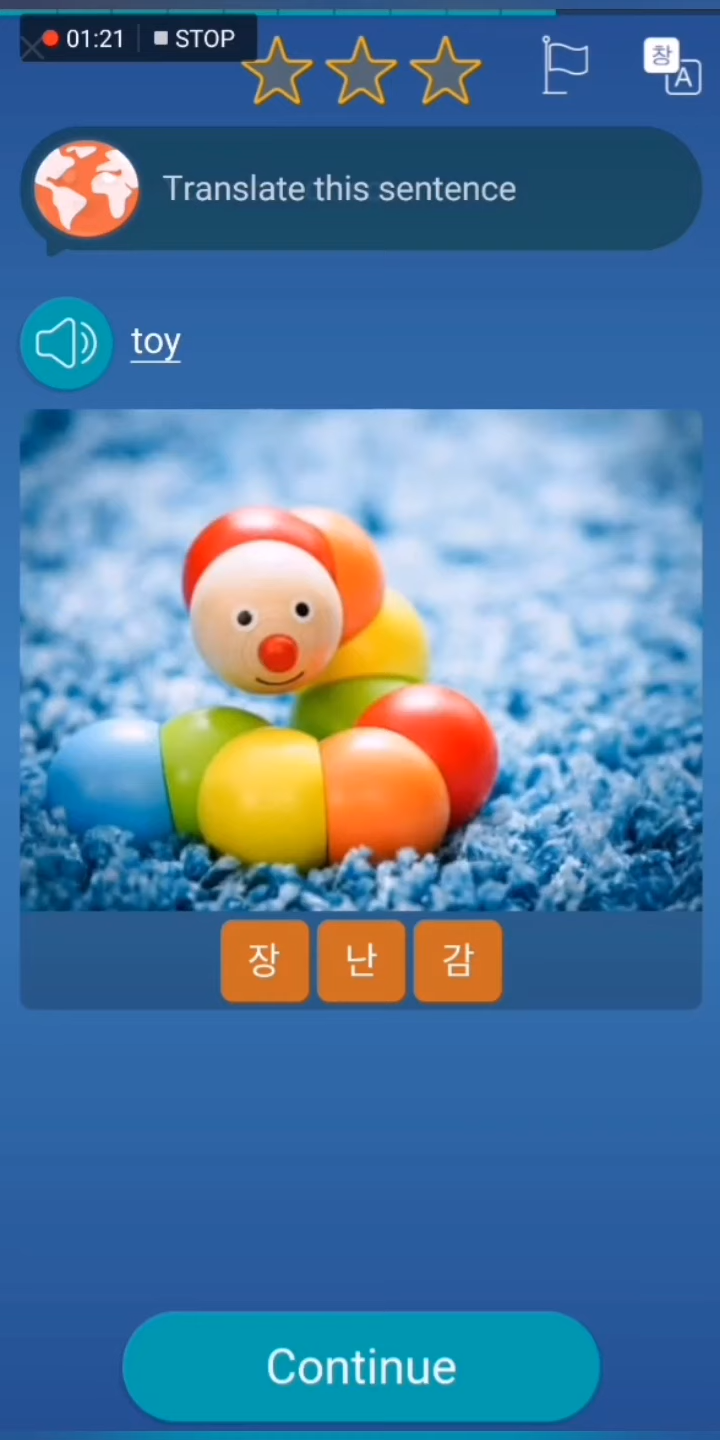 01:21 STOP
창 A
Translate this sentence
toy
장 난 감
Continue